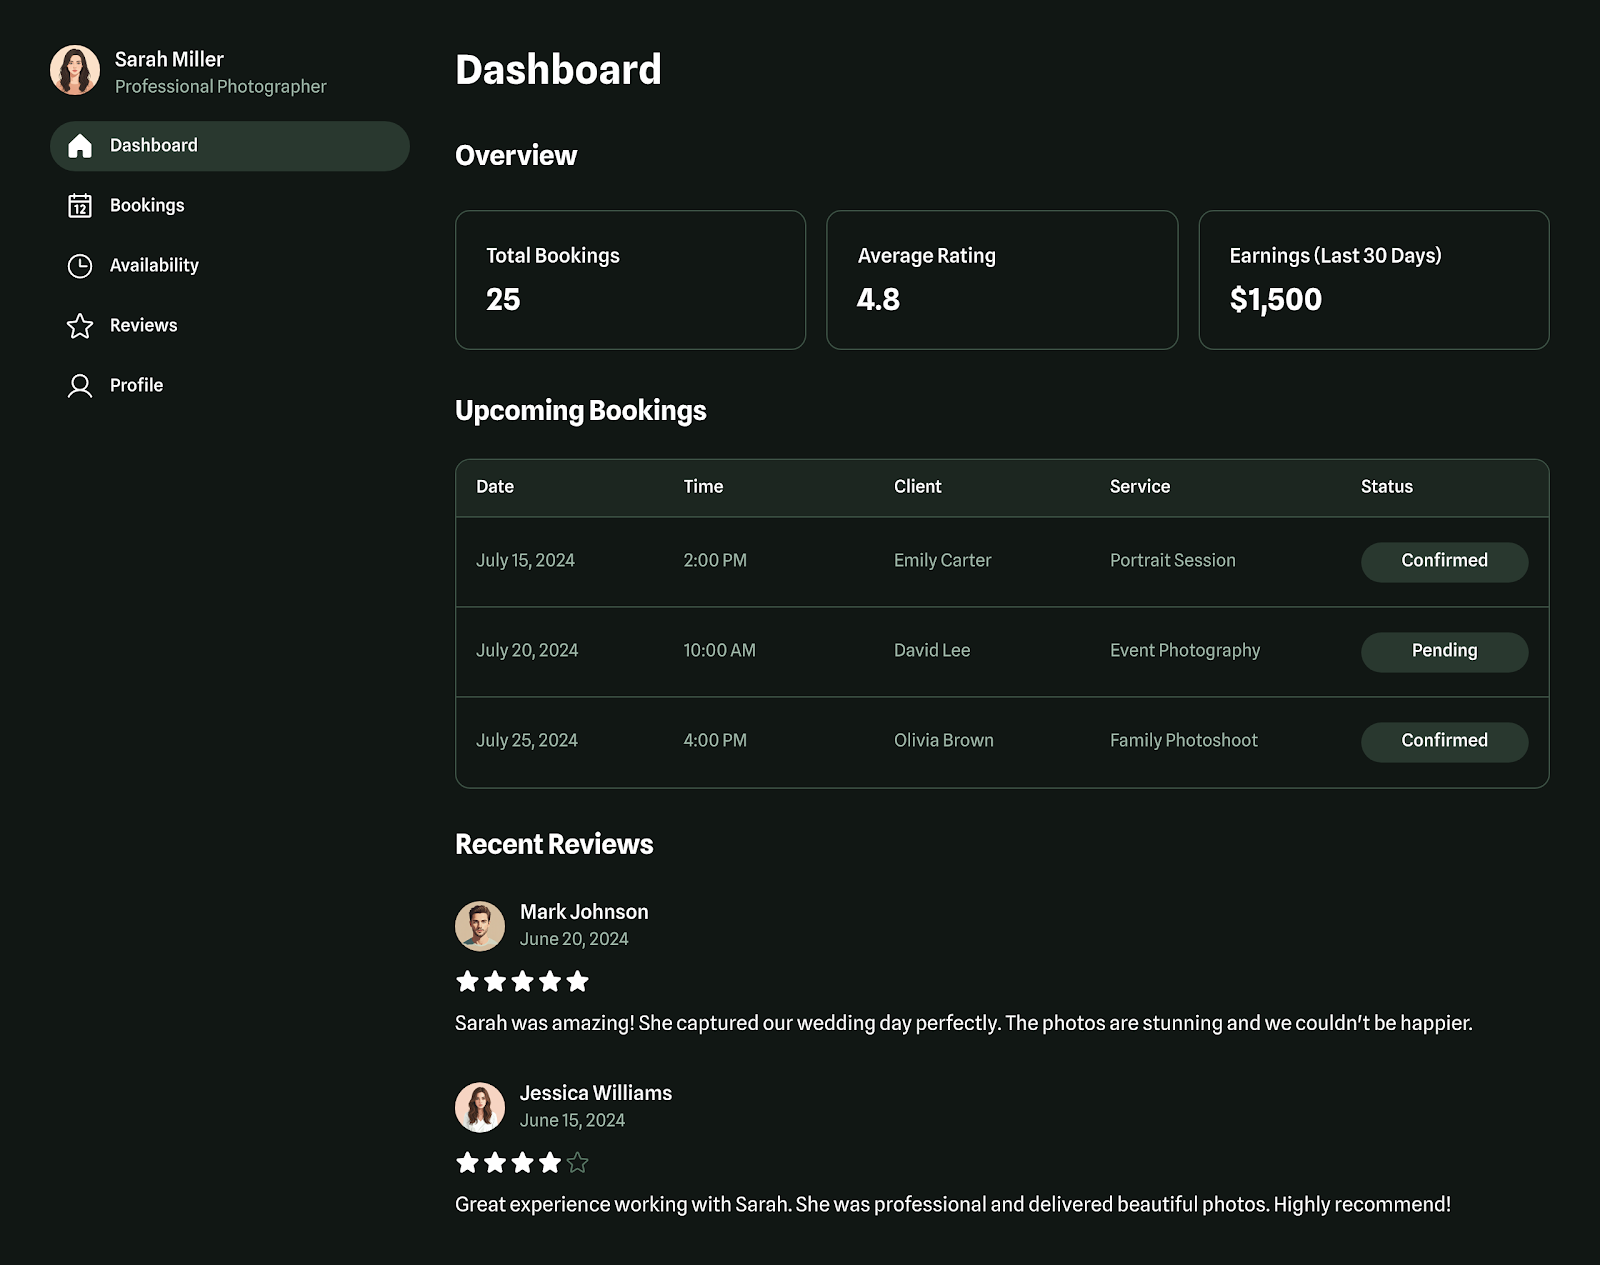 Sarah Miller
Professional Photographer
Dashboard
12
Bookings
Availability
Reviews
Profile
Dashboard
Overview
Total Bookings
25
Average Rating
4.8
Earnings (Last 30 Days)
$1,500
Upcoming Bookings
Date Time Client Service Status
July 15, 2024 2:00 PM Emily Carter Portrait Session Confirmed
July 20, 2024 10:00 AM David Lee Event Photography Pending
July 25, 2024 4:00 PM Olivia Brown Family Photoshoot Confirmed
Recent Reviews
Mark Johnson
June 20, 2024
Sarah was amazing! She captured our wedding day perfectly. The photos are stunning and we couldn't be happier.
Jessica Williams
June 15, 2024
Great experience working with Sarah. She was professional and delivered beautiful photos. Highly recommend!